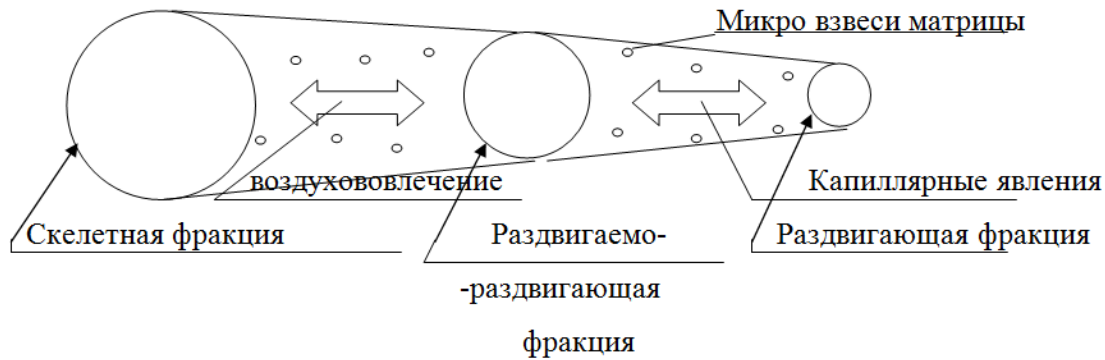 Микро взвеси матрицы
воздухововлечение
Капиллярные явления
Скелетная фракция
Раздвигаемо-
-раздвигающая
фракция
Раздвигающая фракция